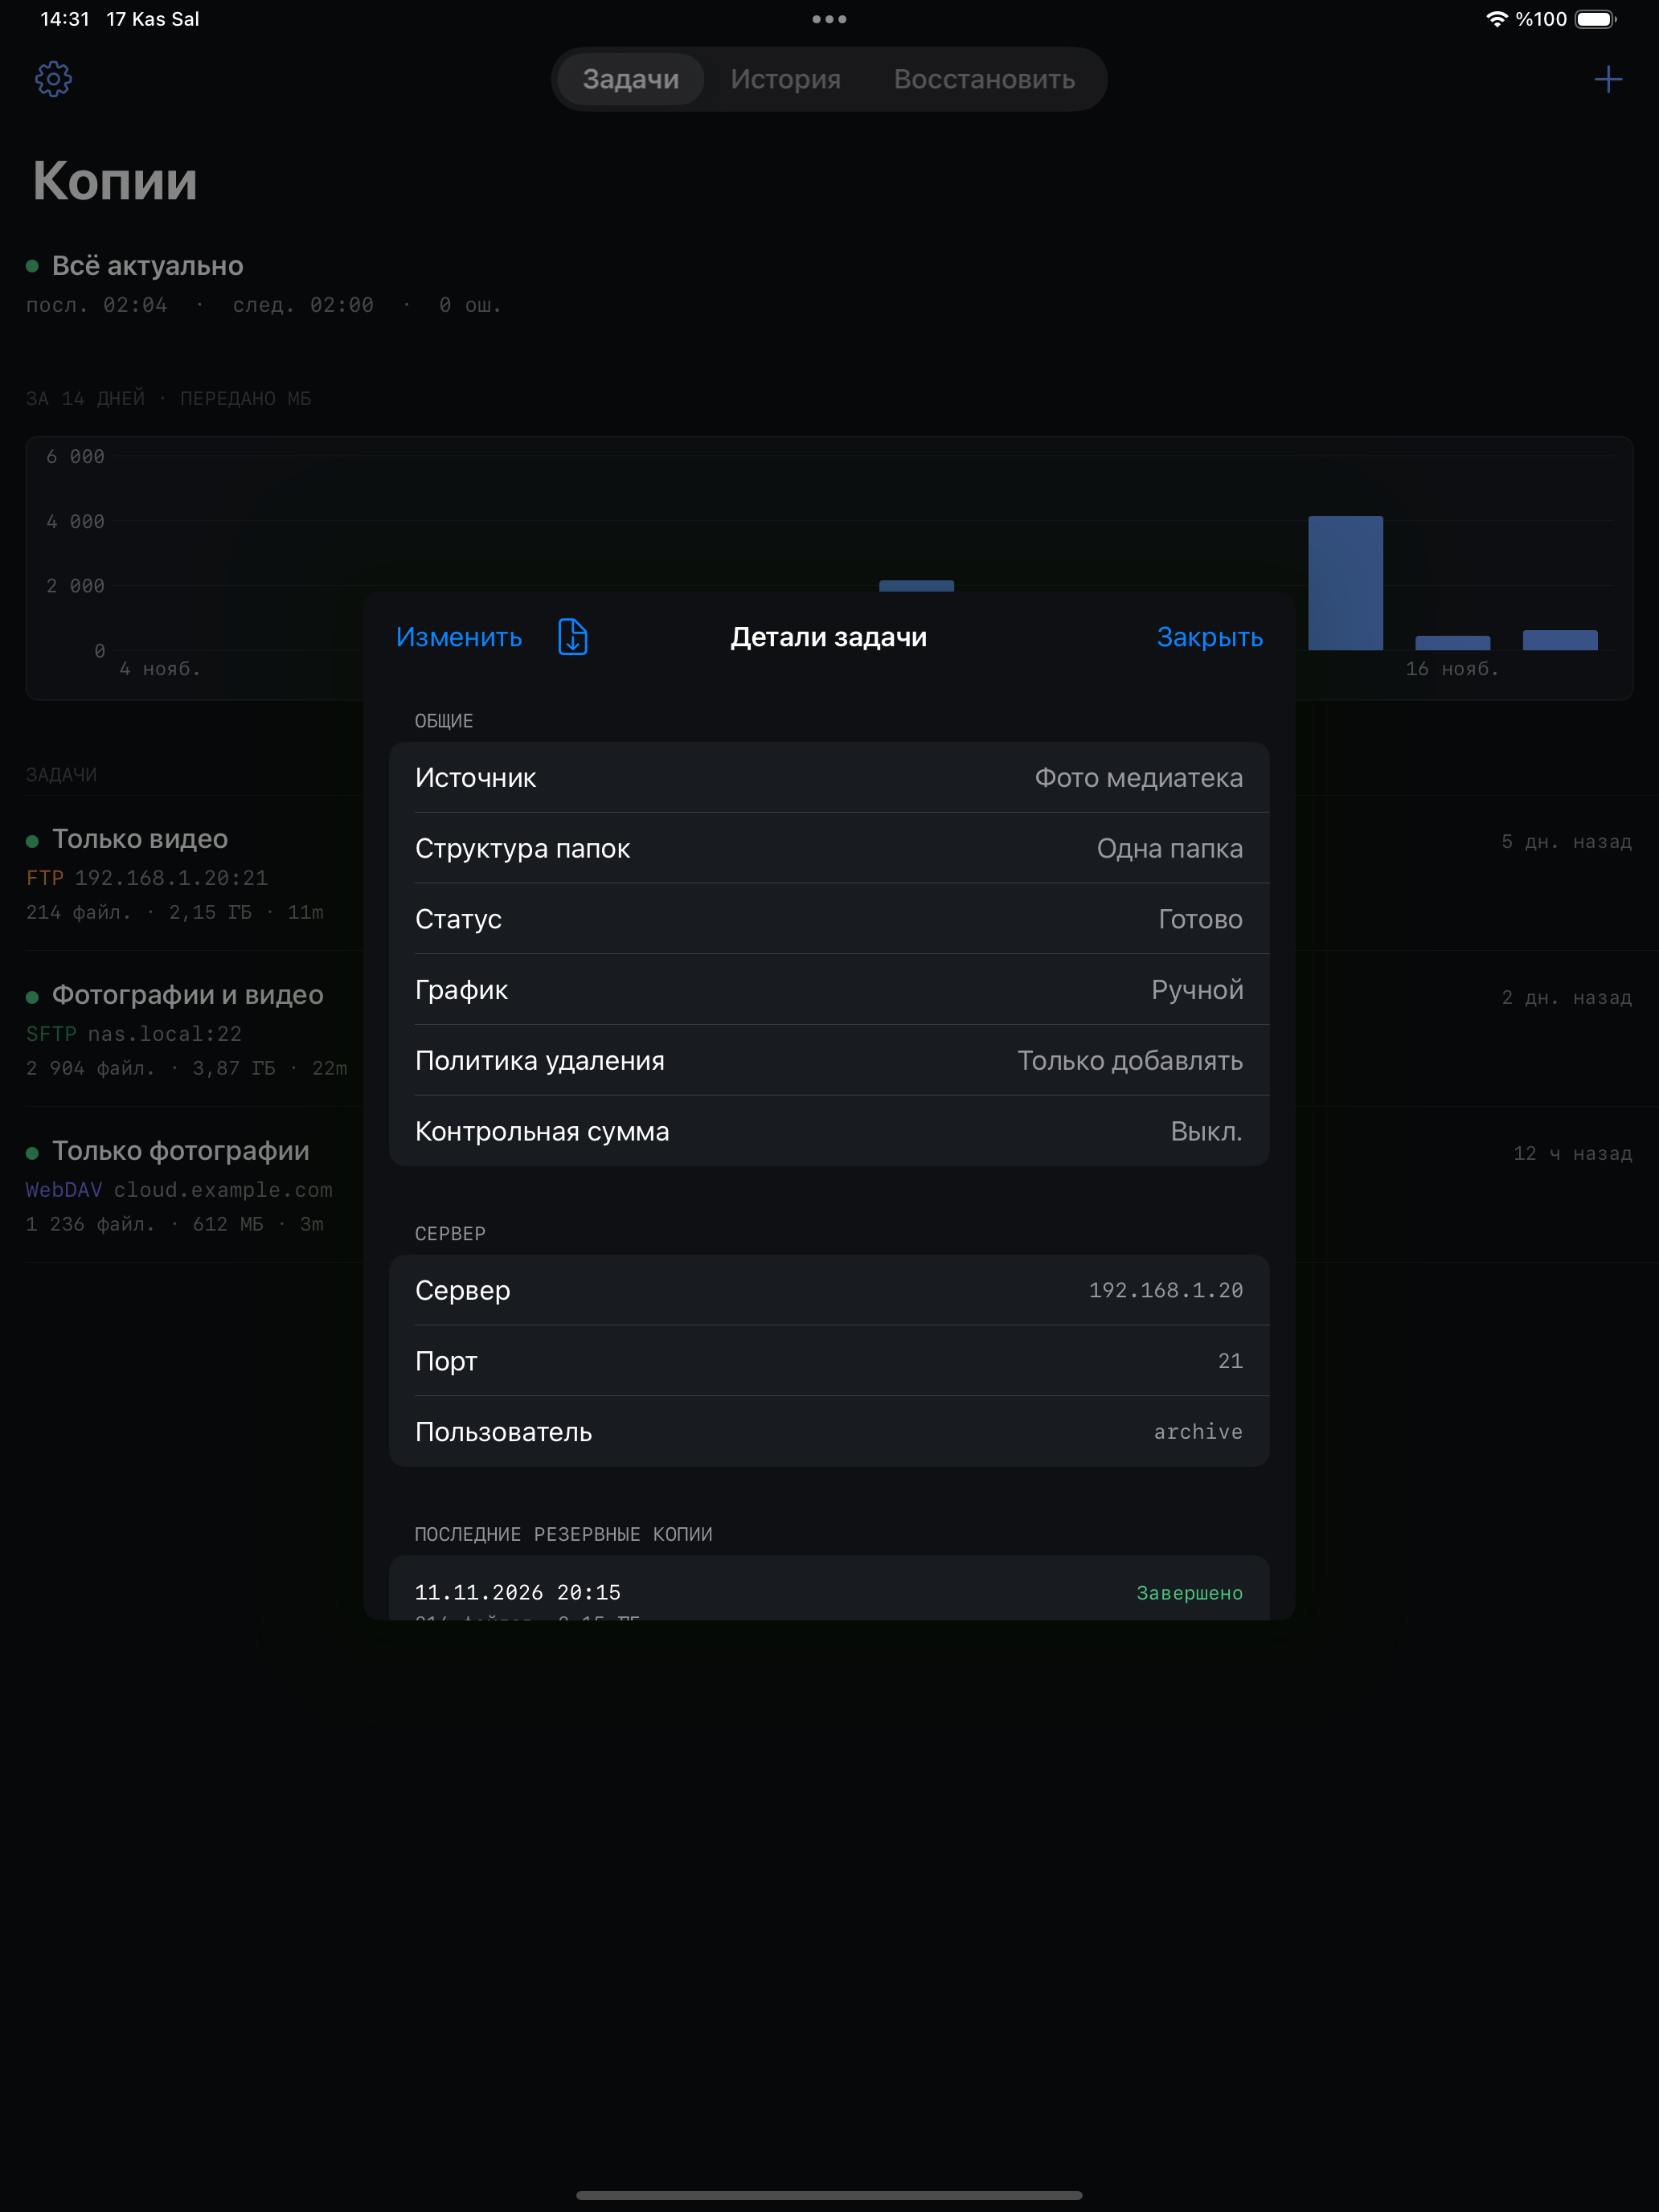 14:31 17 Kas Sal
%100
Задачи
История
Восстановить
Копии
Всё актуально
посл. 02:04 · след. 02:00 · 0 ош.
ЗА 14 ДНЕЙ · ПЕРЕДАНО МБ
6 000
4 000
2 000
0
4 нояб.
16 нояб.
ЗАДАЧИ
Только видео
5 дн. назад
FTP 192.168.1.20:21
214 файл. · 2,15 ГБ · 11m
Фотографии и видео
2 дн. назад
SFTP nas.local:22
2 904 файл. · 3,87 ГБ · 22m
Только фотографии
12 ч назад
WebDAV cloud.example.com
1 236 файл. · 612 МБ · 3m
Изменить
Детали задачи
Закрыть
ОБЩИЕ
Источник
Фото медиатека
Структура папок
Одна папка
Статус
Готово
График
Ручной
Политика удаления
Только добавлять
Контрольная сумма
Выкл.
СЕРВЕР
Сервер
192.168.1.20
Порт
21
Пользователь
archive
ПОСЛЕДНИЕ РЕЗЕРВНЫЕ КОПИИ
11.11.2026 20:15
Завершено